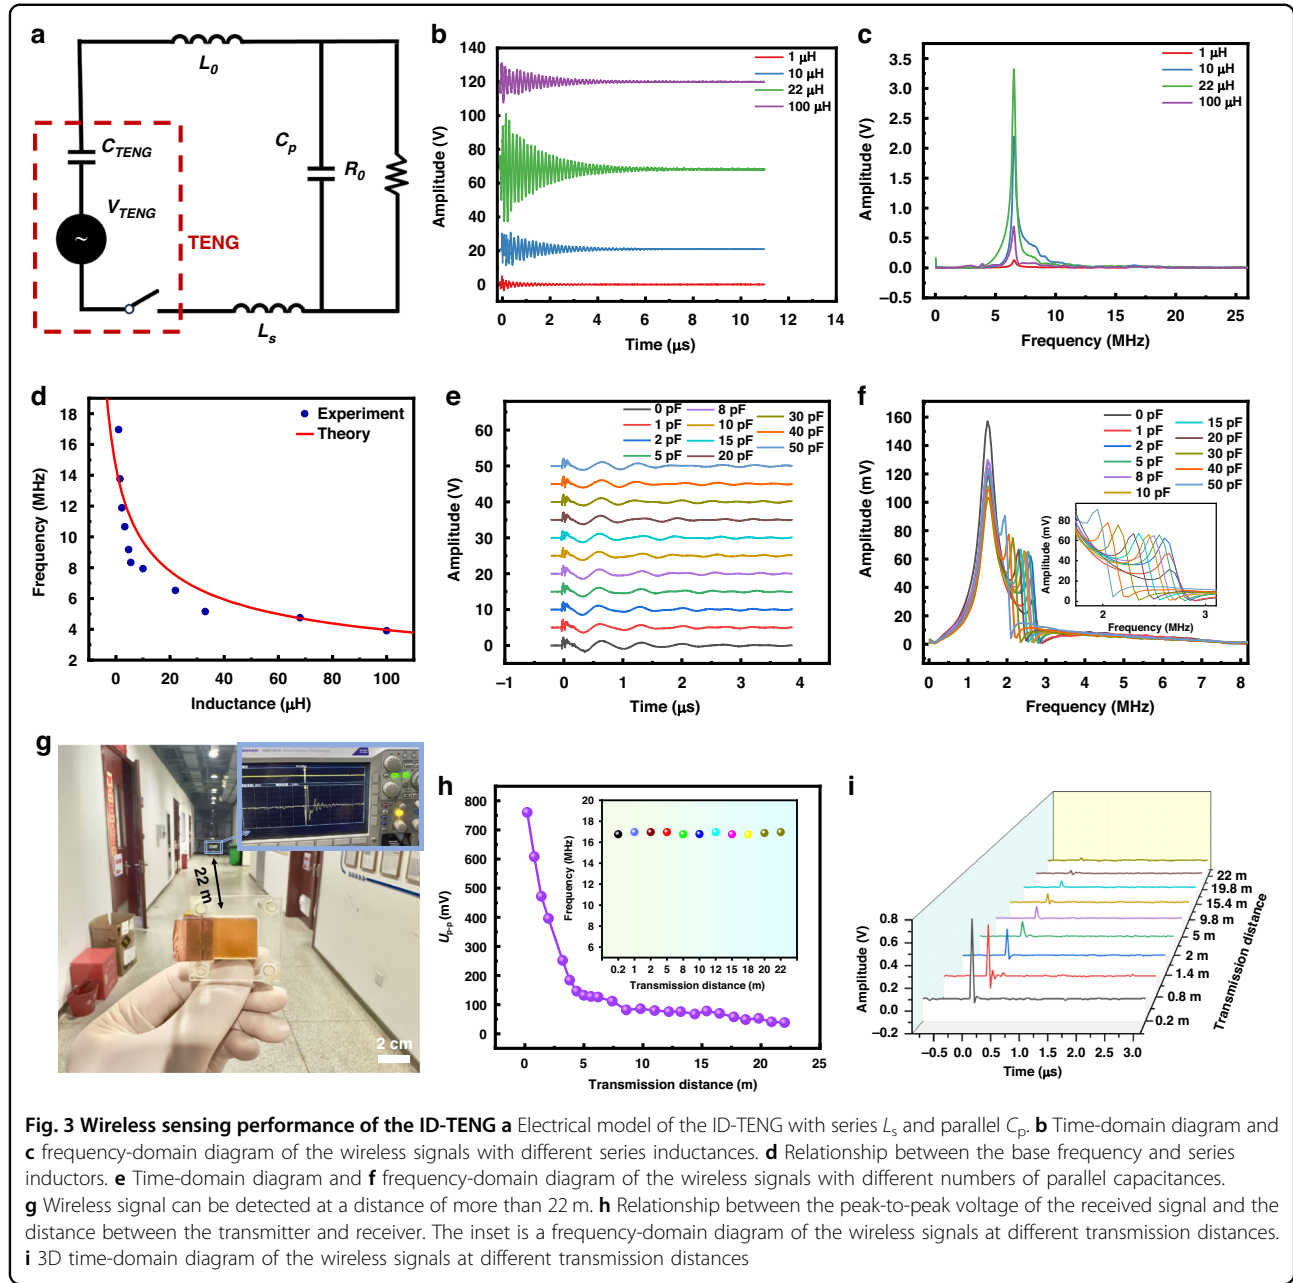 a
L0
CTENG
VTENG
~
TENG
Cp
R0
Ls
b
1 μH
10 μH
22 μH
100 μH
140
120
100
80
60
40
20
0
Amplitude (V)
0 2 4 6 8 10 12 14
Time (μs)
c
1 μH
10 μH
22 μH
100 μH
3.5
3.0
2.5
2.0
1.5
1.0
0.5
0.0
−0.5
Amplitude (V)
0 5 10 15 20 25
Frequency (MHz)
d
Experiment
Theory
18
16
14
12
10
8
6
4
2
Frequency (MHz)
0 20 40 60 80 100
Inductance (μH)
e
0 pF 8 pF 30 pF
1 pF 10 pF 40 pF
2 pF 15 pF 50 pF
5 pF 20 pF
60
50
40
30
20
10
0
Amplitude (V)
−1 0 1 2 3 4
Time (μs)
f
0 pF 15 pF
1 pF 20 pF
2 pF 30 pF
5 pF 40 pF
8 pF 50 pF
10 pF
160
140
120
100
80
60
40
20
0
Amplitude (mV)
0 1 2 3 4 5 6 7 8
Frequency (MHz)
80
60
40
20
0
Amplitude (mV)
2 3
Frequency (MHz)
g
22 m
2 cm
h
800
700
600
500
400
300
200
100
0
Up-p (mV)
0 5 10 15 20 25
Transmission distance (m)
20
18
16
14
12
10
8
6
Frequency (MHz)
0.2 1 2 5 8 10 12 15 18 20 22
Transmission distance (m)
i
0.8
0.6
0.4
0.2
0.0
−0.2
Amplitude (V)
−0.5 0.0 0.5 1.0 1.5 2.0 2.5 3.0
Time (μs)
22 m
19.8 m
15.4 m
9.8 m
5 m
2 m
1.4 m
0.8 m
0.2 m
Transmission distance
Fig. 3 Wireless sensing performance of the ID-TENG a Electrical model of the ID-TENG with series Ls and parallel Cp. b Time-domain diagram and
c frequency-domain diagram of the wireless signals with different series inductances. d Relationship between the base frequency and series
inductors. e Time-domain diagram and f frequency-domain diagram of the wireless signals with different numbers of parallel capacitances.
g Wireless signal can be detected at a distance of more than 22 m. h Relationship between the peak-to-peak voltage of the received signal and the
distance between the transmitter and receiver. The inset is a frequency-domain diagram of the wireless signals at different transmission distances.
i 3D time-domain diagram of the wireless signals at different transmission distances